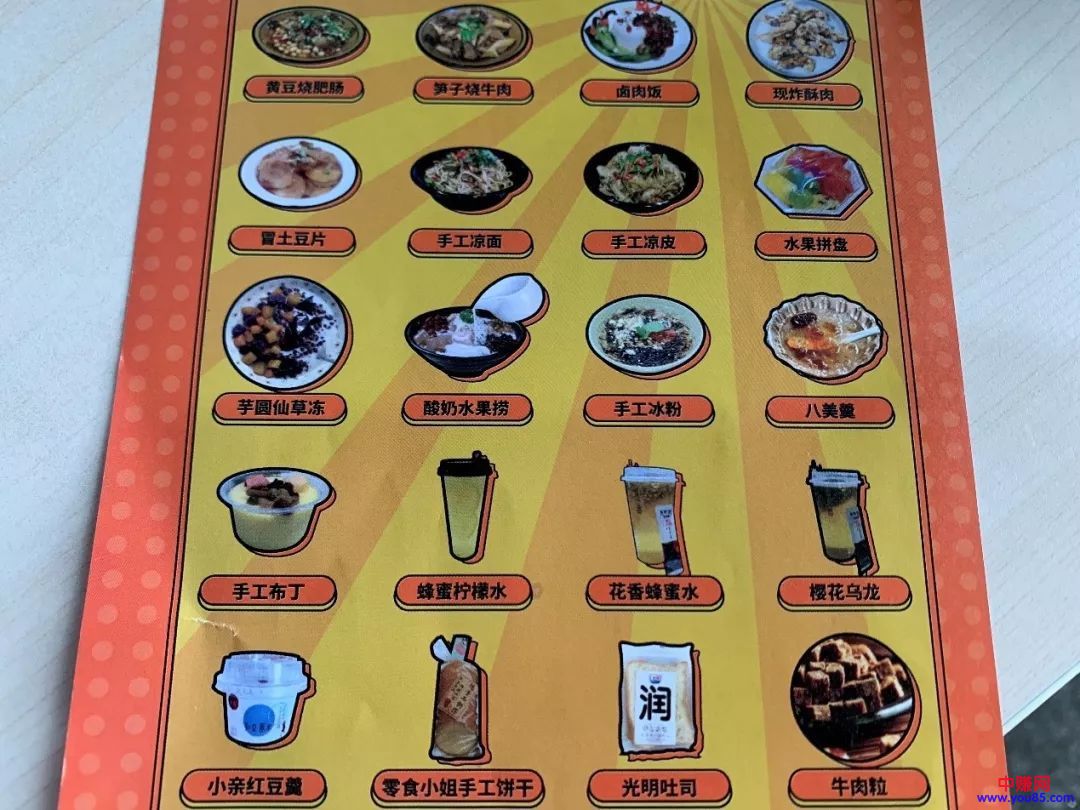 黄豆烧肥肠
笋子烧牛肉
卤肉饭
现炸酥肉
冒土豆片
手工凉面
手工凉皮
水果拼盘
芋圆仙草冻
酸奶水果捞
手工冰粉
八美羹
手工布丁
蜂蜜柠檬水
花香蜂蜜水
樱花乌龙
润
小亲红豆羹
零食小姐手工饼干
光明吐司
牛肉粒
中赚网
www.you85.com